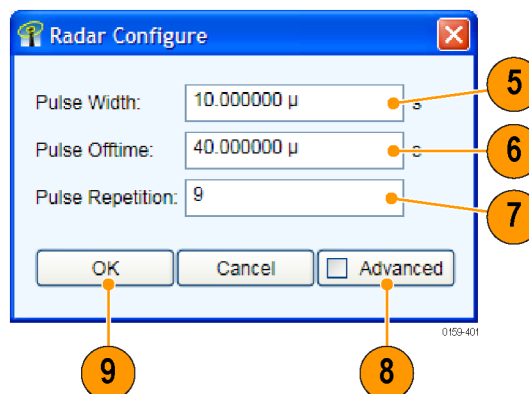 Radar Configure
Pulse Width: 10.000000 µ s
5
Pulse Offtime: 40.000000 µ s
6
Pulse Repetition: 9
7
OK Cancel Advanced
0159-401
9 8